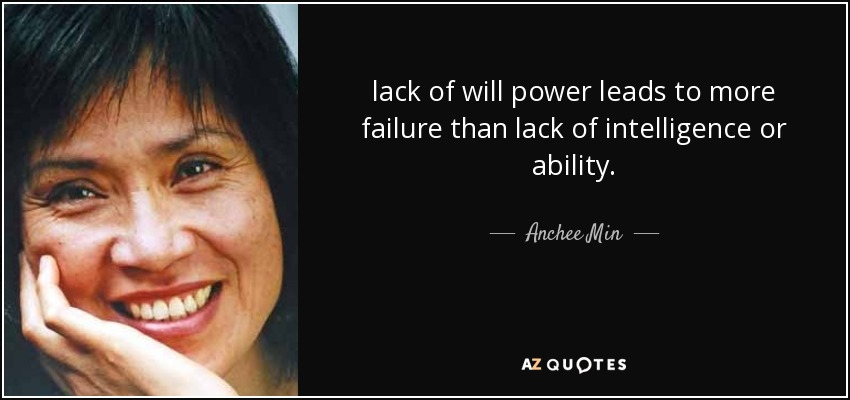 lack of will power leads to more
failure than lack of intelligence or
ability.
Anchee Min
AZ QUOTES